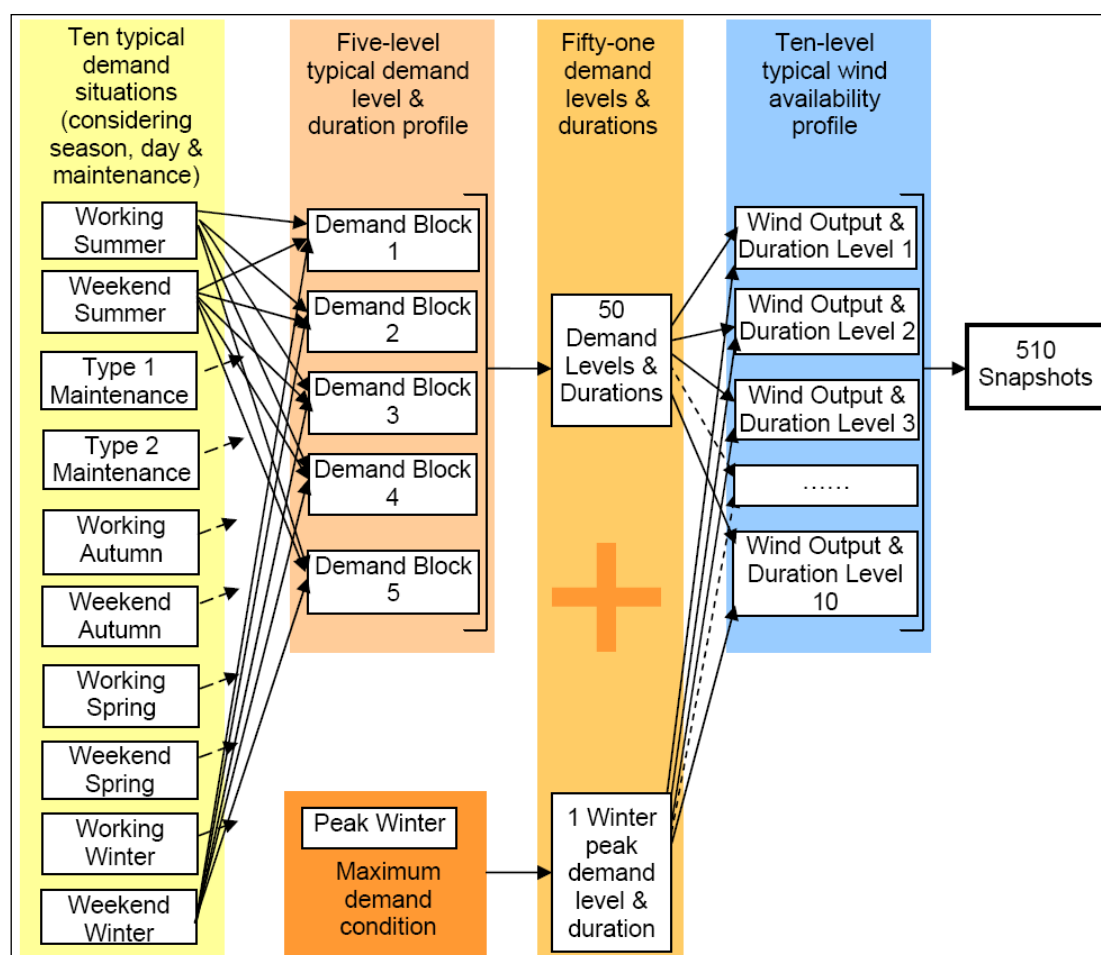 Ten typical
demand
situations
(considering
season, day &
maintenance)
Working
Summer
Weekend
Summer
Type 1
Maintenance
Type 2
Maintenance
Working
Autumn
Weekend
Autumn
Working
Spring
Weekend
Spring
Working
Winter
Weekend
Winter
Five-level
typical demand
level &
duration profile
Demand Block
1
Demand Block
2
Demand Block
3
Demand Block
4
Demand Block
5
Peak Winter
Maximum
demand
condition
Fifty-one
demand
levels &
durations
50
Demand
Levels &
Durations
1 Winter
peak
demand
level &
duration
Ten-level
typical wind
availability
profile
Wind Output &
Duration Level 1
Wind Output &
Duration Level 2
Wind Output &
Duration Level 3
......
Wind Output &
Duration Level
10
510
Snapshots